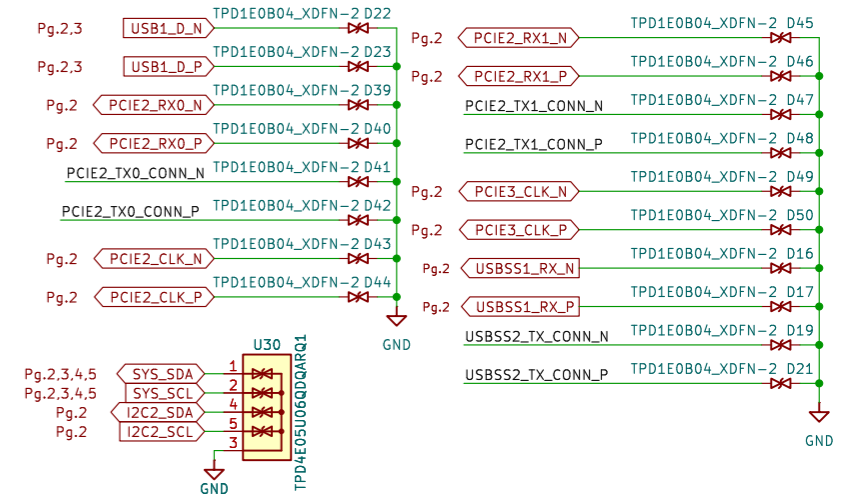 TPD1E0B04_XDFN-2 D22
Pg.2,3 USB1_D_N
TPD1E0B04_XDFN-2 D23
Pg.2,3 USB1_D_P
TPD1E0B04_XDFN-2 D39
Pg.2 PCIE2_RX0_N
TPD1E0B04_XDFN-2 D40
Pg.2 PCIE2_RX0_P
PCIE2_TX0_CONN_N TPD1E0B04_XDFN-2 D41
PCIE2_TX0_CONN_P TPD1E0B04_XDFN-2 D42
TPD1E0B04_XDFN-2 D43
Pg.2 PCIE2_CLK_N
TPD1E0B04_XDFN-2 D44
Pg.2 PCIE2_CLK_P
GND
U30
TPD4E05U06QDQARQ1
Pg.2,3,4,5 SYS_SDA 1
Pg.2,3,4,5 SYS_SCL 2
Pg.2 I2C2_SDA 4
Pg.2 I2C2_SCL 5
3
GND
TPD1E0B04_XDFN-2 D45
Pg.2 PCIE2_RX1_N
TPD1E0B04_XDFN-2 D46
Pg.2 PCIE2_RX1_P
PCIE2_TX1_CONN_N TPD1E0B04_XDFN-2 D47
PCIE2_TX1_CONN_P TPD1E0B04_XDFN-2 D48
TPD1E0B04_XDFN-2 D49
Pg.2 PCIE3_CLK_N
TPD1E0B04_XDFN-2 D50
Pg.2 PCIE3_CLK_P
TPD1E0B04_XDFN-2 D16
Pg.2 USBSS1_RX_N
TPD1E0B04_XDFN-2 D17
Pg.2 USBSS1_RX_P
USBSS2_TX_CONN_N TPD1E0B04_XDFN-2 D19
USBSS2_TX_CONN_P TPD1E0B04_XDFN-2 D21
GND